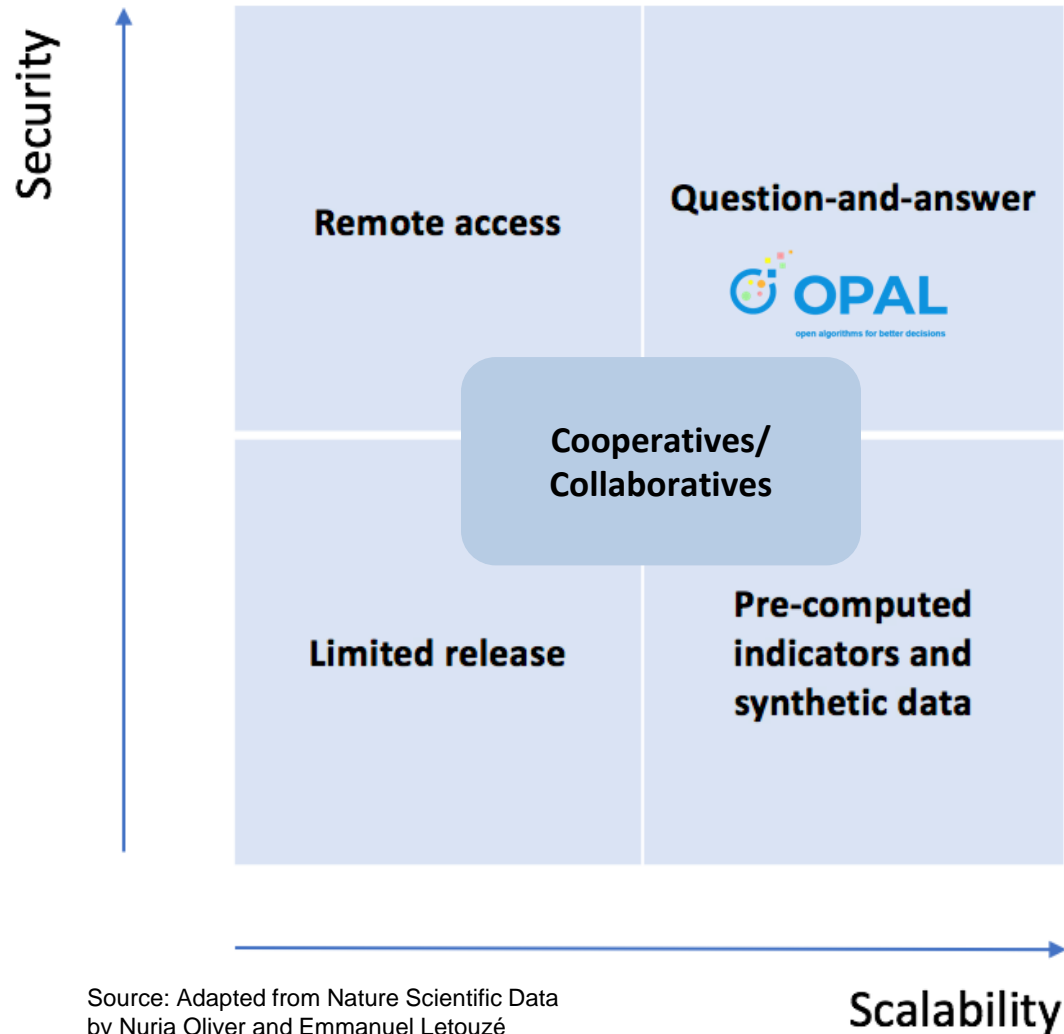 Security
Remote access
Question-and-answer
OPAL
open algorithms for better decisions
Cooperatives/
Collaboratives
Limited release
Pre-computed
indicators and
synthetic data
Scalability
Source: Adapted from Nature Scientific Data
by Nuria Oliver and Emmanuel Letouzé